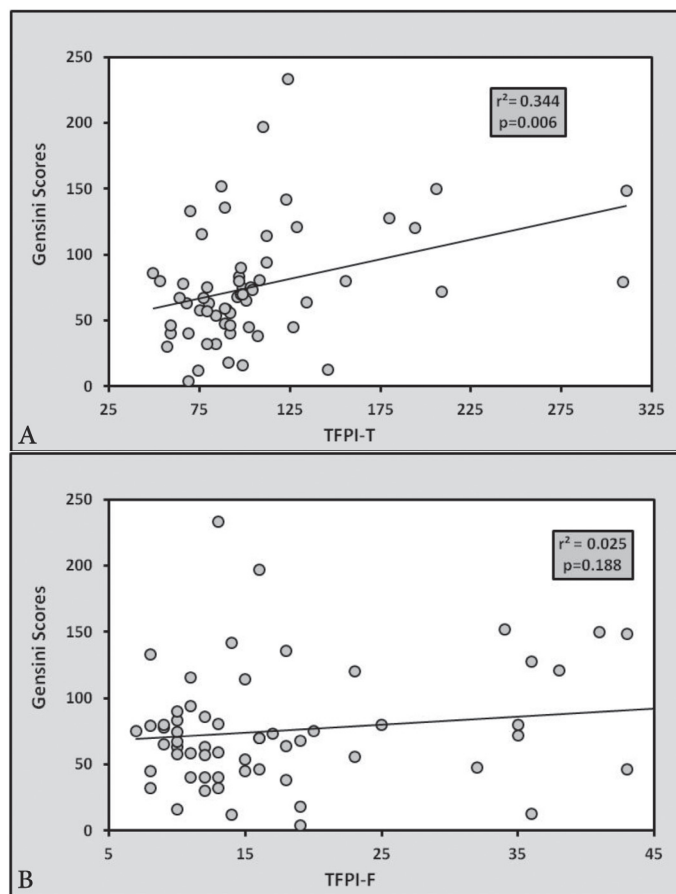 250
200
150
100
50
0
Gensini Scores
r²= 0.344
p=0.006
25 75 125 175 225 275 325
TFPI-T
A
250
200
150
100
50
0
Gensini Scores
r² = 0.025
p=0.188
5 15 25 35 45
TFPI-F
B